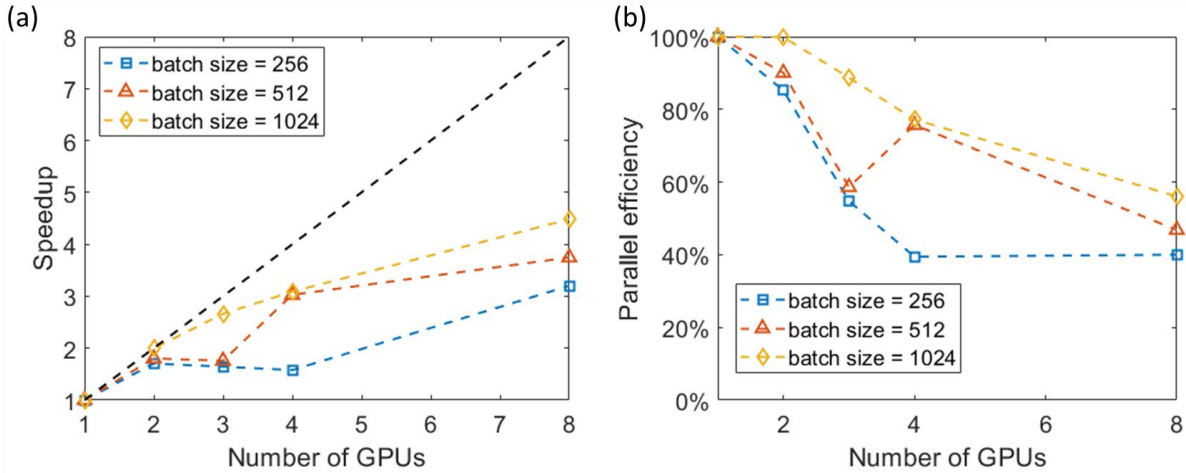 (a)
8
7
6
5
4
3
2
1
Speedup
batch size = 256
batch size = 512
batch size = 1024
1 2 3 4 5 6 7 8
Number of GPUs
(b)
100%
80%
60%
40%
20%
0%
Parallel efficiency
batch size = 256
batch size = 512
batch size = 1024
2 4 6 8
Number of GPUs